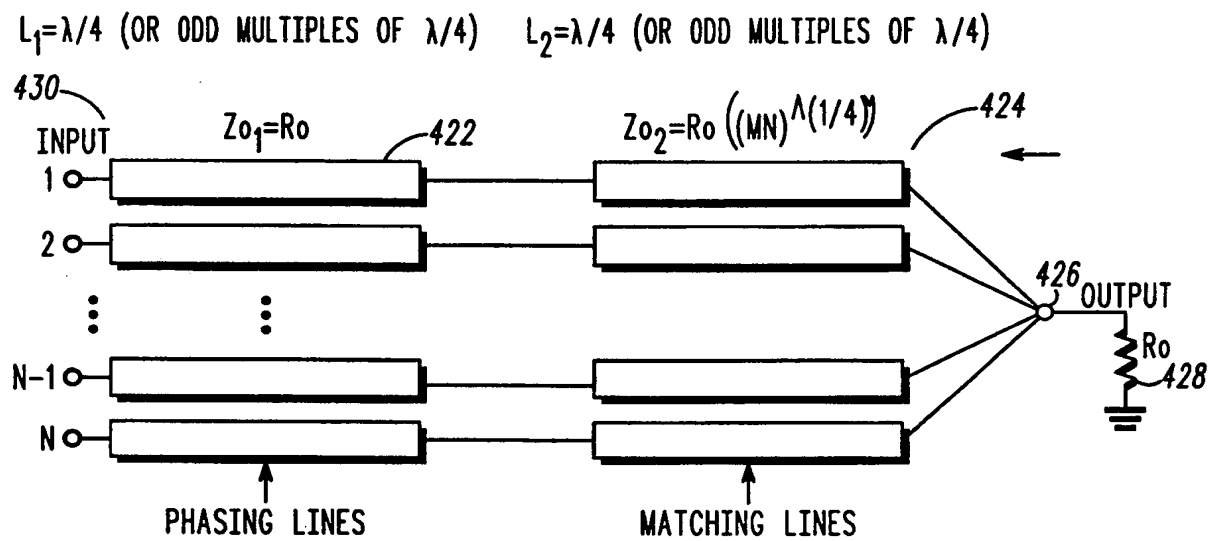 L1=λ/4 (OR ODD MULTIPLES OF λ/4) L2=λ/4 (OR ODD MULTIPLES OF λ/4)
430
INPUT
Zo1=Ro
422
Zo2=Ro ((MN)^(1/4))
424
1
2
N-1
N
426
OUTPUT
Ro
428
PHASING LINES
MATCHING LINES